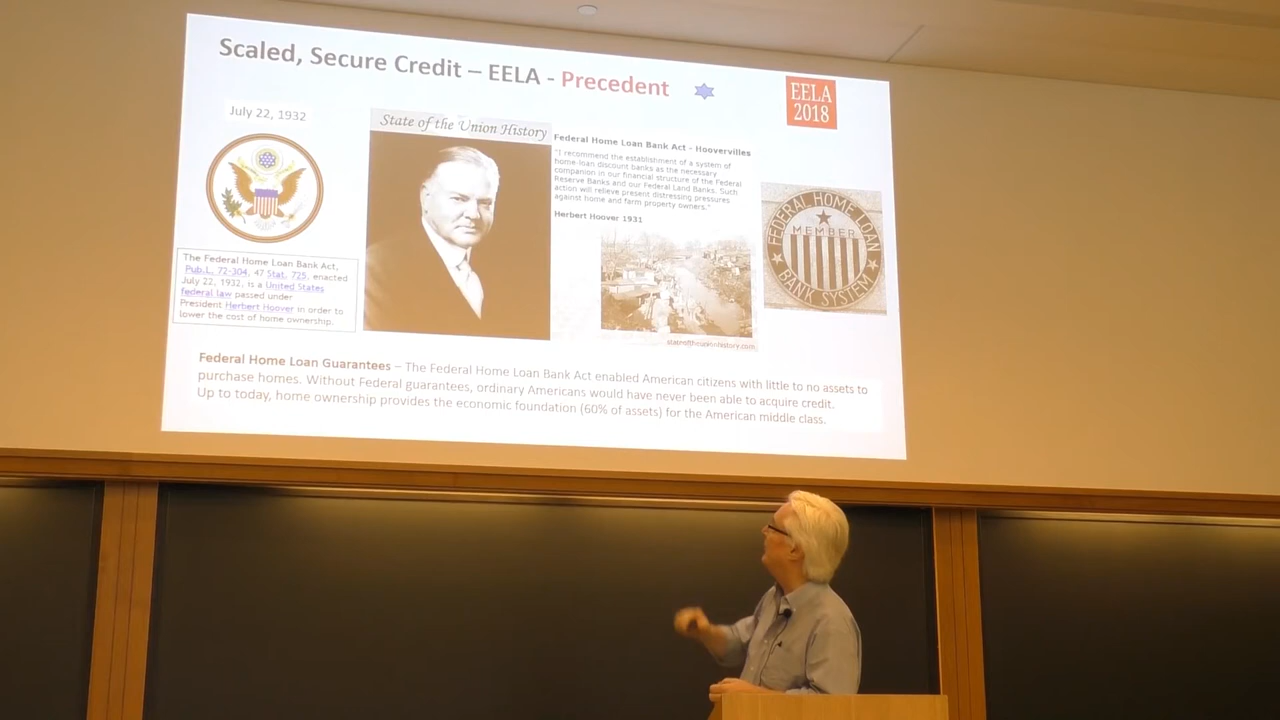 Scaled, Secure Credit – EELA - Precedent
EELA
2018
July 22, 1932
State of the Union History
Federal Home Loan Bank Act - Hoovervilles
"I recommend the establishment of a system of
home-loan discount banks as the necessary
companion in our financial structure of the Federal
Reserve Banks and our Federal Land Banks. Such
action will relieve present distressing pressures
against home and farm property owners."
Herbert Hoover 1931
stateoftheunionhistory.com
FEDERAL HOME LOAN
MEMBER
BANK SYSTEM
The Federal Home Loan Bank Act,
Pub.L. 72-304, 47 Stat. 725, enacted
July 22, 1932, is a United States
federal law passed under
President Herbert Hoover in order to
lower the cost of home ownership.
Federal Home Loan Guarantees – The Federal Home Loan Bank Act enabled American citizens with little to no assets to
purchase homes. Without Federal guarantees, ordinary Americans would have never been able to acquire credit.
Up to today, home ownership provides the economic foundation (60% of assets) for the American middle class.